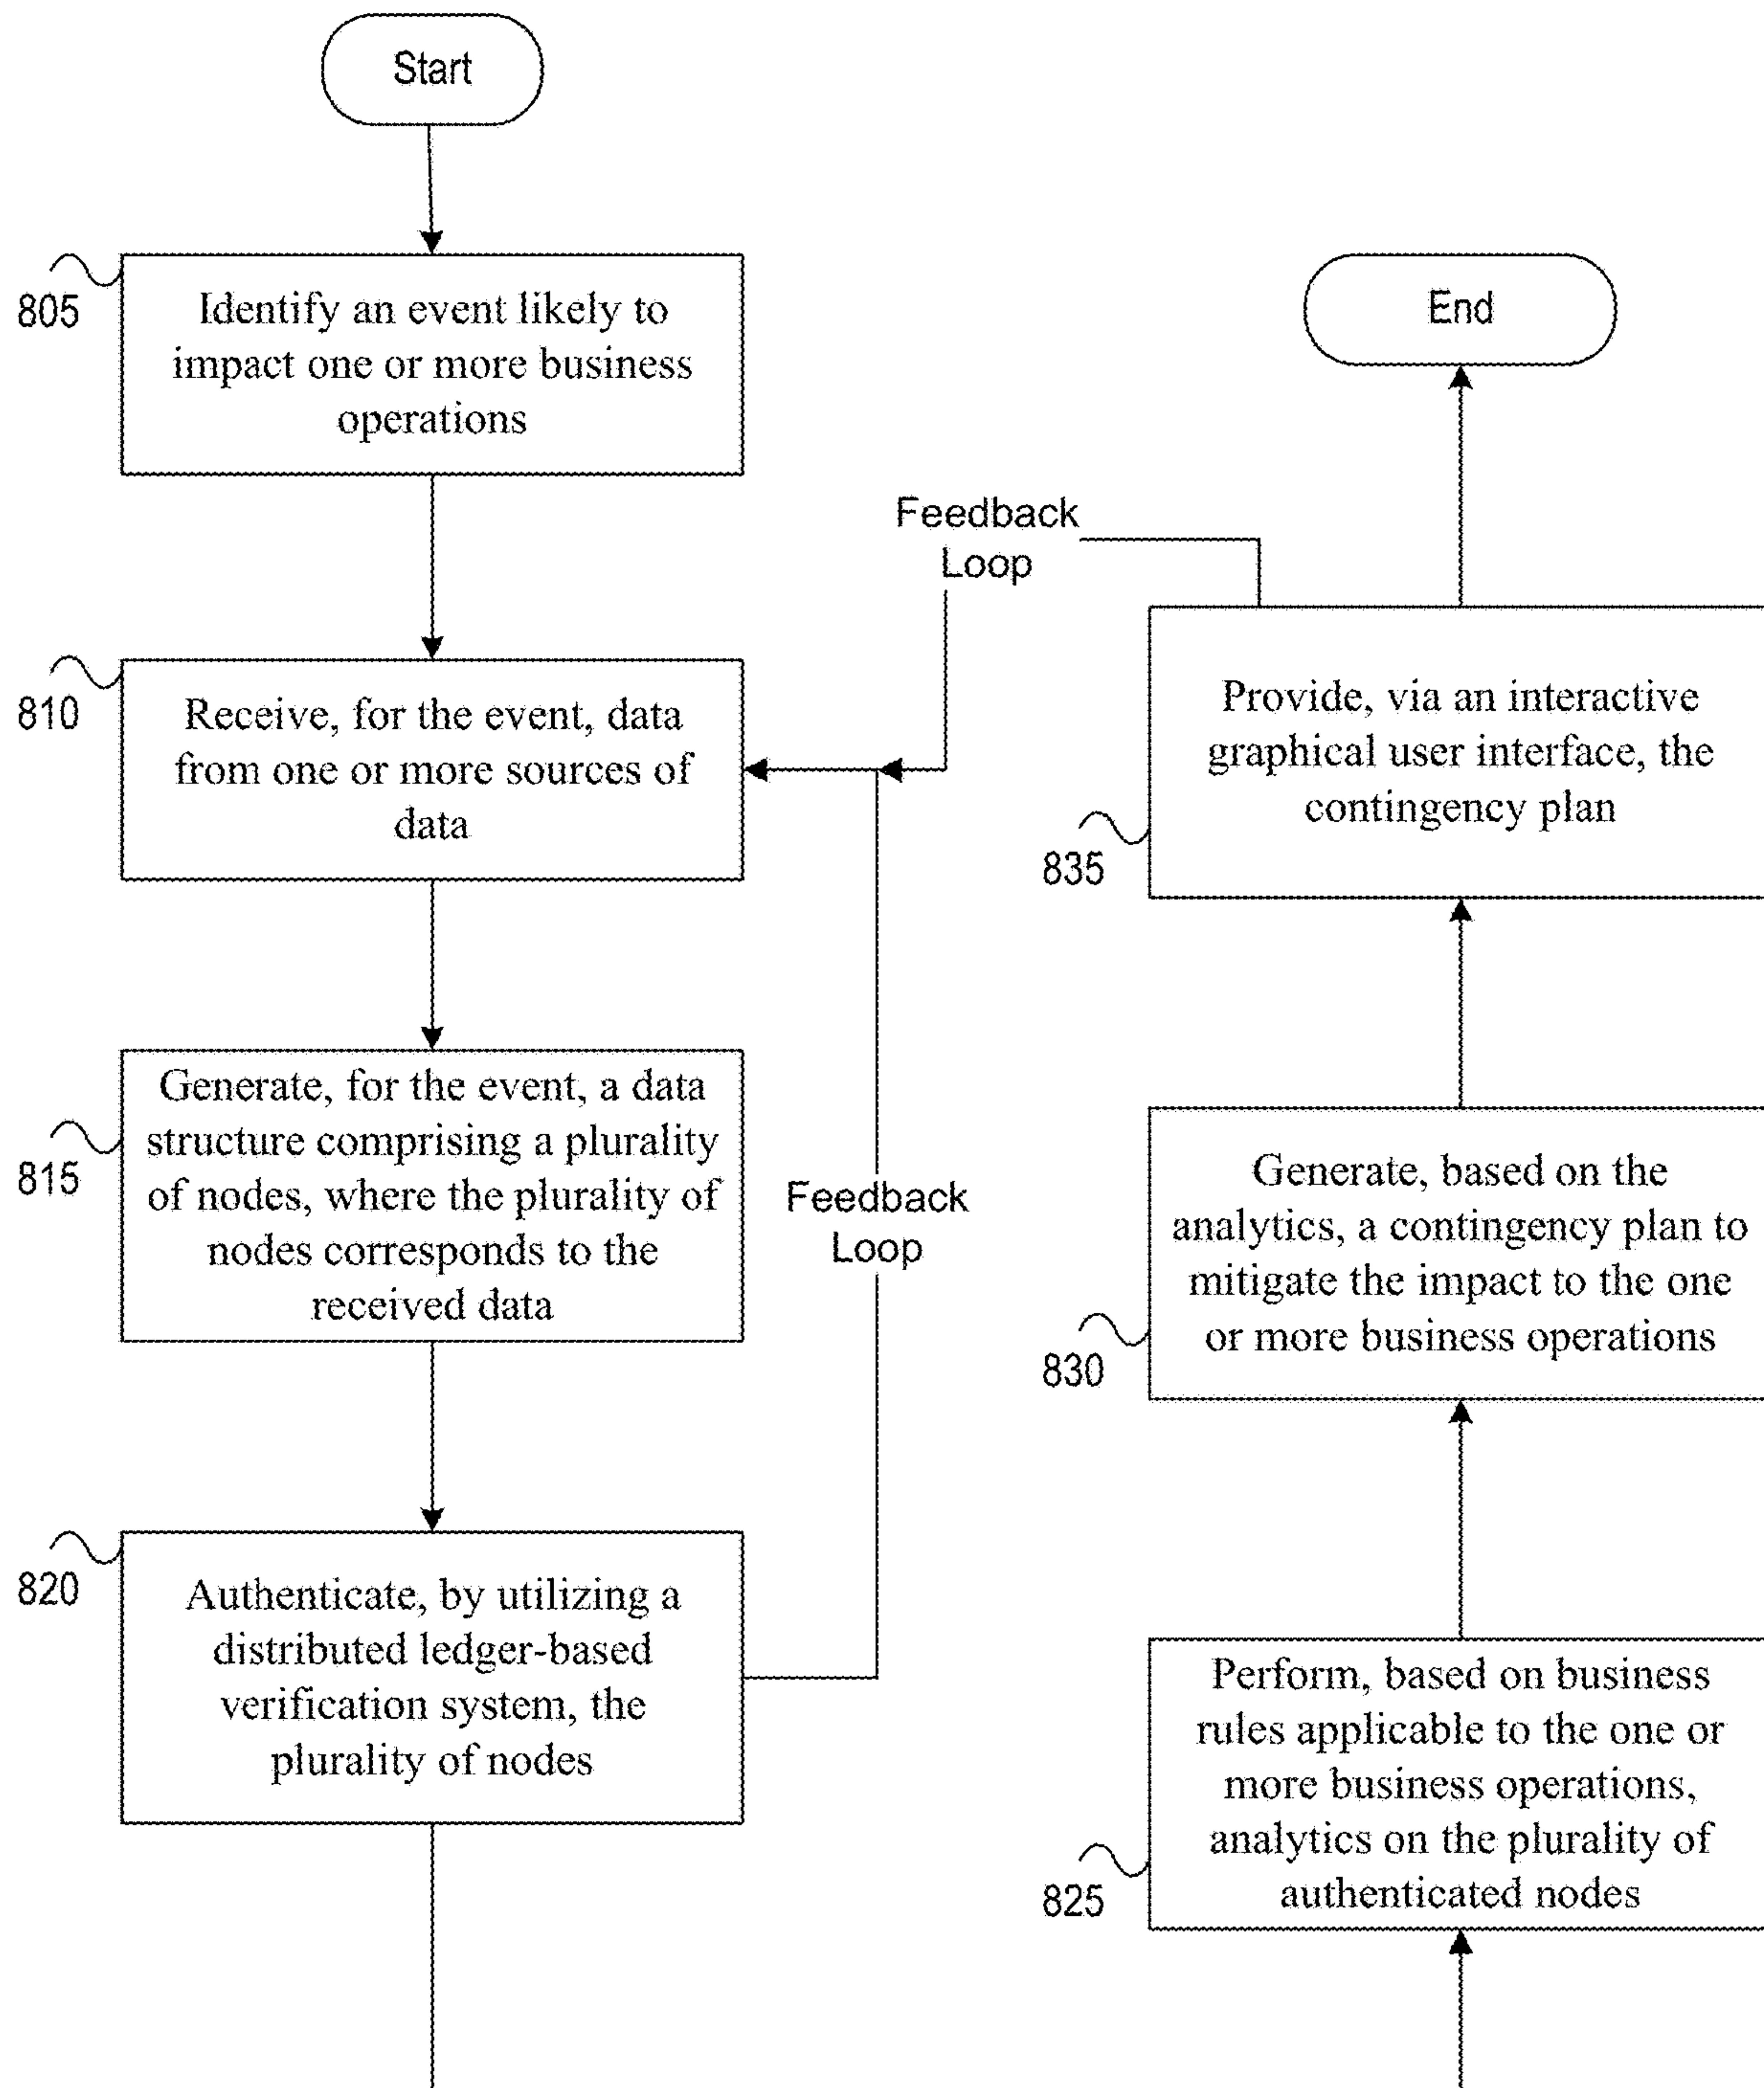 Start
805
Identify an event likely to
impact one or more business
operations
810
Receive, for the event, data
from one or more sources of
data
815
Generate, for the event, a data
structure comprising a plurality
of nodes, where the plurality of
nodes corresponds to the
received data
820
Authenticate, by utilizing a
distributed ledger-based
verification system, the
plurality of nodes
Feedback
Loop
Feedback
Loop
End
Provide, via an interactive
graphical user interface, the
contingency plan
835
Generate, based on the
analytics, a contingency plan to
mitigate the impact to the one
or more business operations
830
Perform, based on business
rules applicable to the one or
more business operations,
analytics on the plurality of
authenticated nodes
825